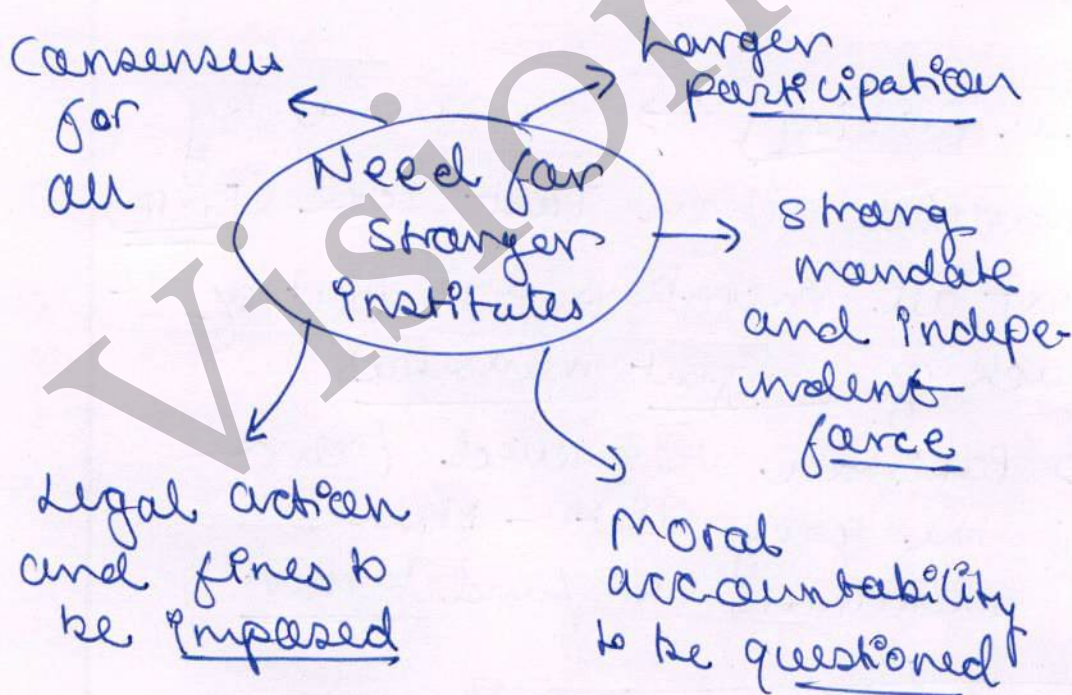 Need for
stronger
institutes
Consensus
for
all
Larger
participation
strong
mandate
and indepe-
ndent
force
Moral
accountability
to be questioned
Legal action
and fines to
be imposed
Vision